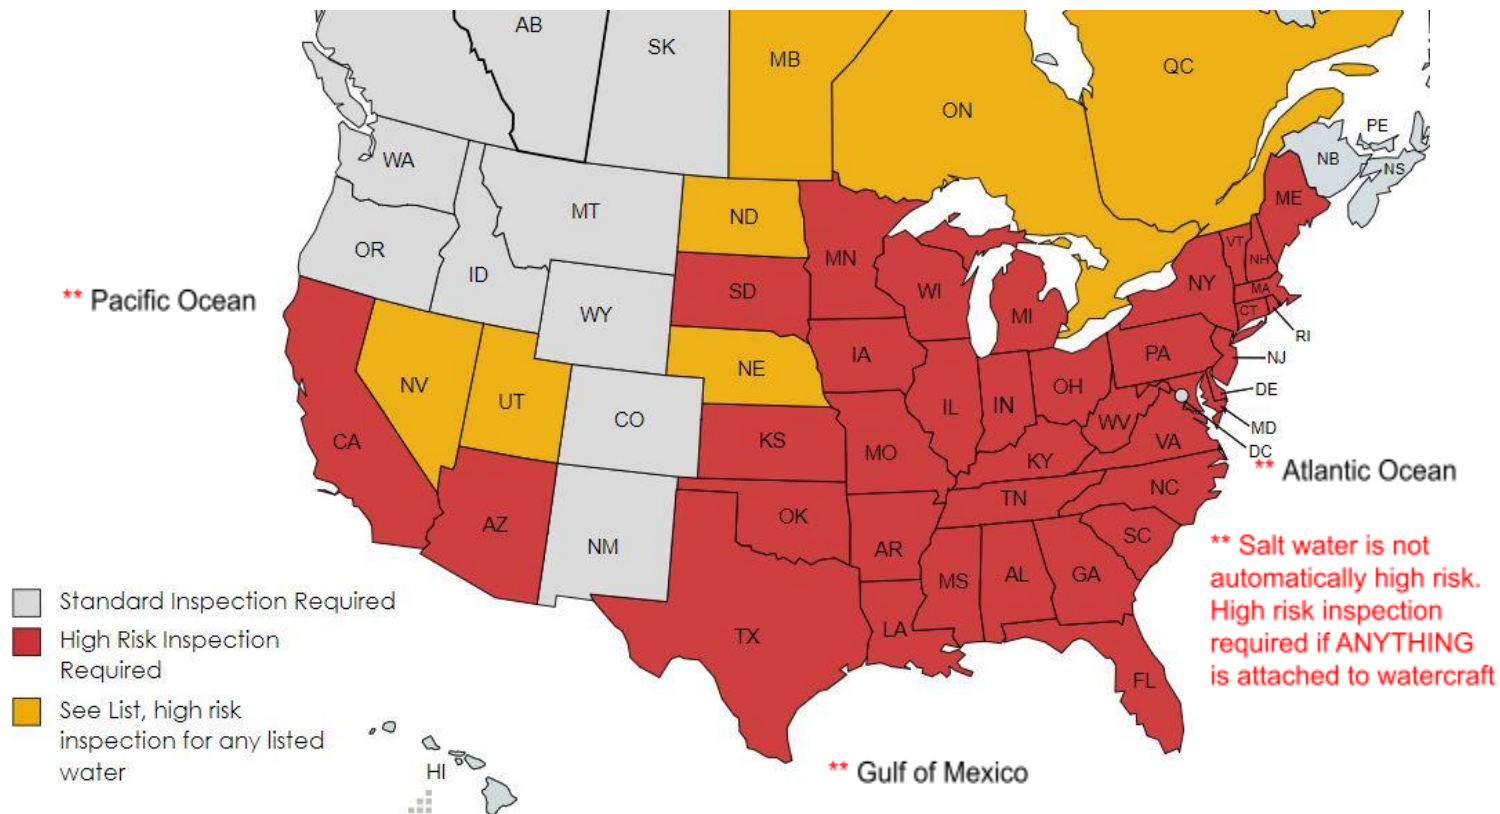 AB
SK
MB
ON
QC
PE
NB
NS
WA
MT
ND
ME
OR
ID
MN
VT
NH
WI
NY
MA
** Pacific Ocean
WY
SD
MI
CT
RI
IA
PA
NJ
NV
UT
NE
OH
DE
CO
IL
IN
WV
MD
CA
KS
MO
KY
VA
DC
** Atlantic Ocean
AZ
NM
OK
TN
NC
AR
SC
MS
AL
GA
** Salt water is not
automatically high risk.
High risk inspection
required if ANYTHING
is attached to watercraft
TX
LA
FL
Standard Inspection Required
High Risk Inspection
Required
See List, high risk
inspection for any listed
water
HI
** Gulf of Mexico